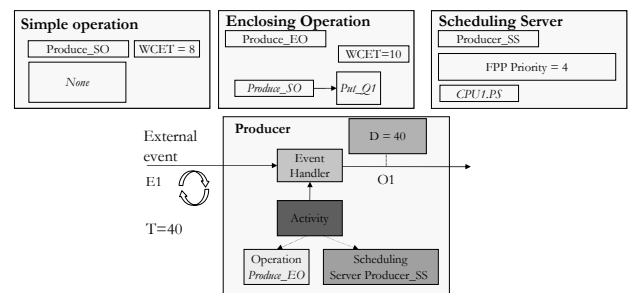 Simple operation
Produce_SO
WCET = 8
None
Enclosing Operation
Produce_EO
WCET=10
Produce_SO
Put_Q1
Scheduling Server
Producer_SS
FPP Priority = 4
CPU1.PS
Producer
D = 40
External
event
Event
Handler
E1
O1
T=40
Activity
Operation
Produce_EO
Scheduling
Server Producer_SS